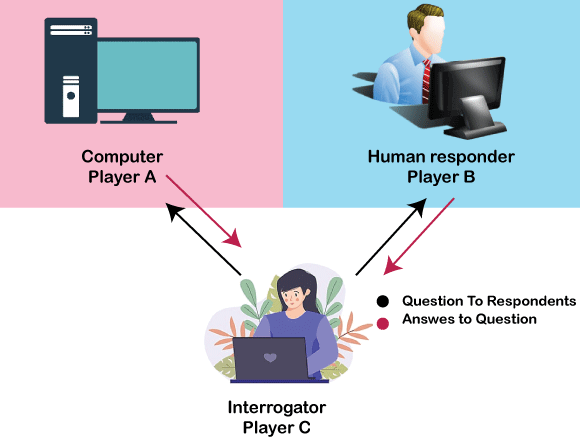 Computer
Player A
Human responder
Player B
Question To Respondents
Answes to Question
Interrogator
Player C